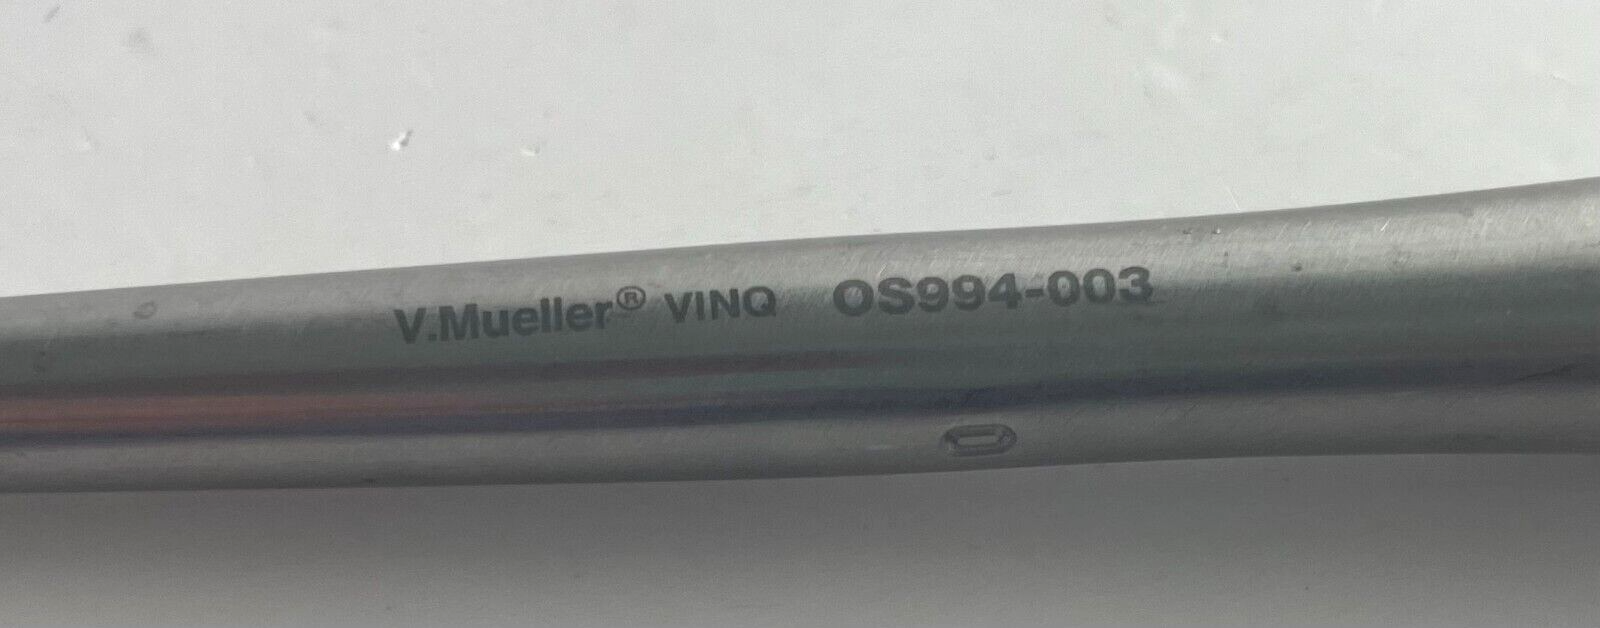 V.Mueller® VINQ OS994-003